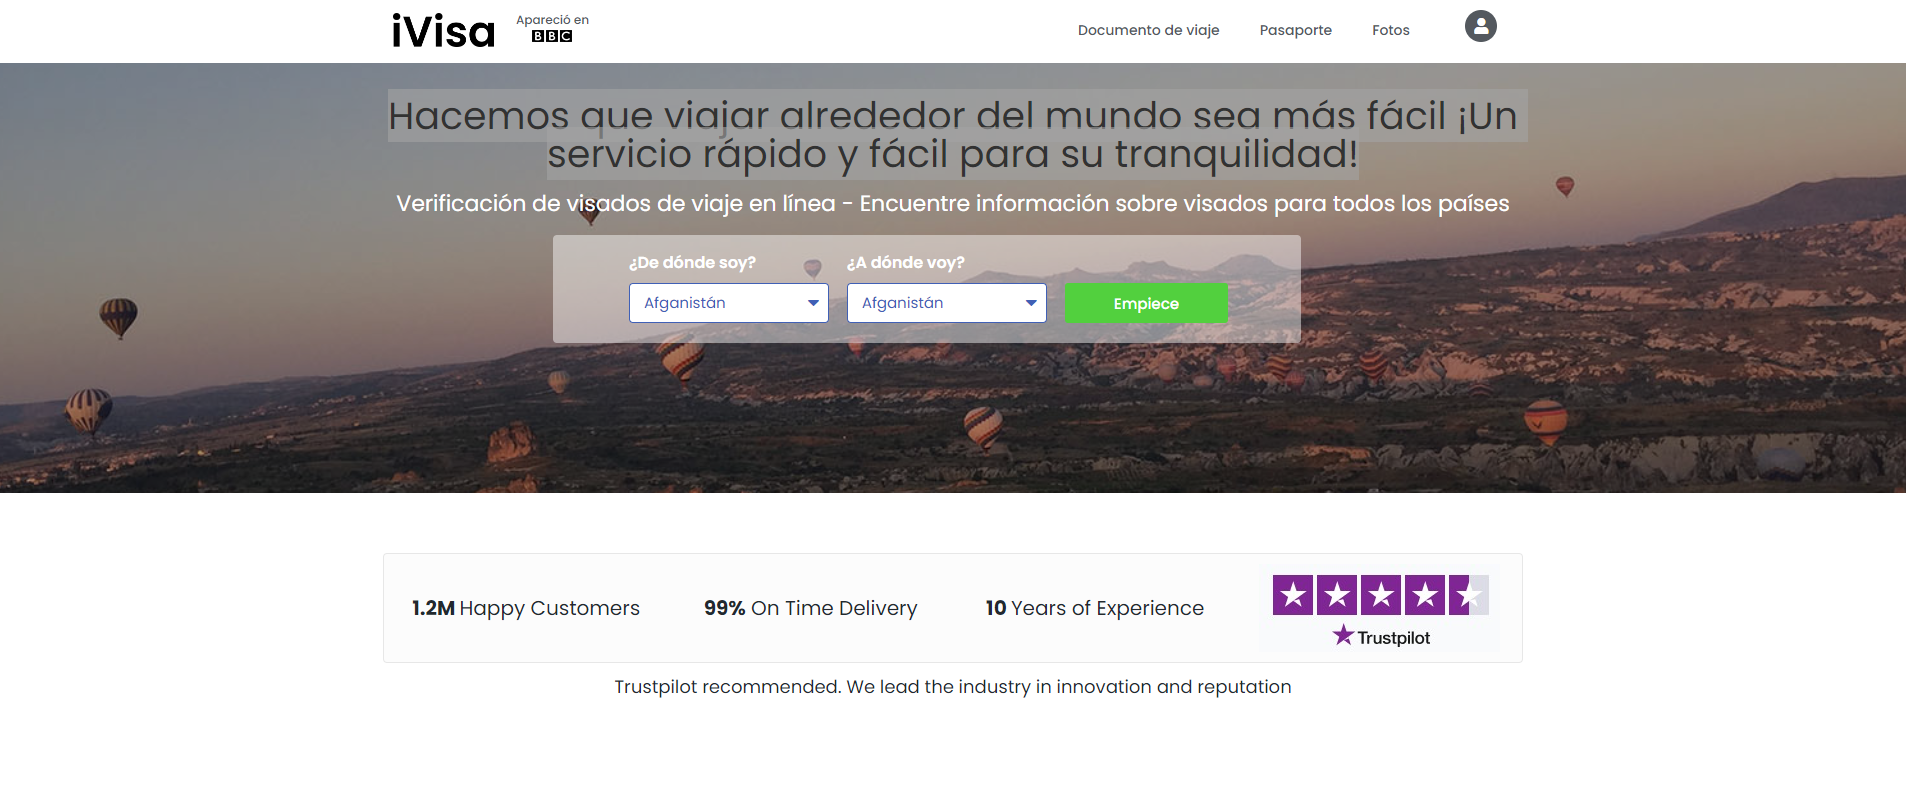 iVisa
Apareció en
BBC
Documento de viaje
Pasaporte
Fotos
Hacemos que viajar alrededor del mundo sea más fácil ¡Un
servicio rápido y fácil para su tranquilidad!
Verificación de visados de viaje en línea - Encuentre información sobre visados para todos los países
¿De dónde soy?
¿A dónde voy?
Afganistán
Afganistán
Empiece
1.2M Happy Customers
99% On Time Delivery
10 Years of Experience
Trustpilot
Trustpilot recommended. We lead the industry in innovation and reputation